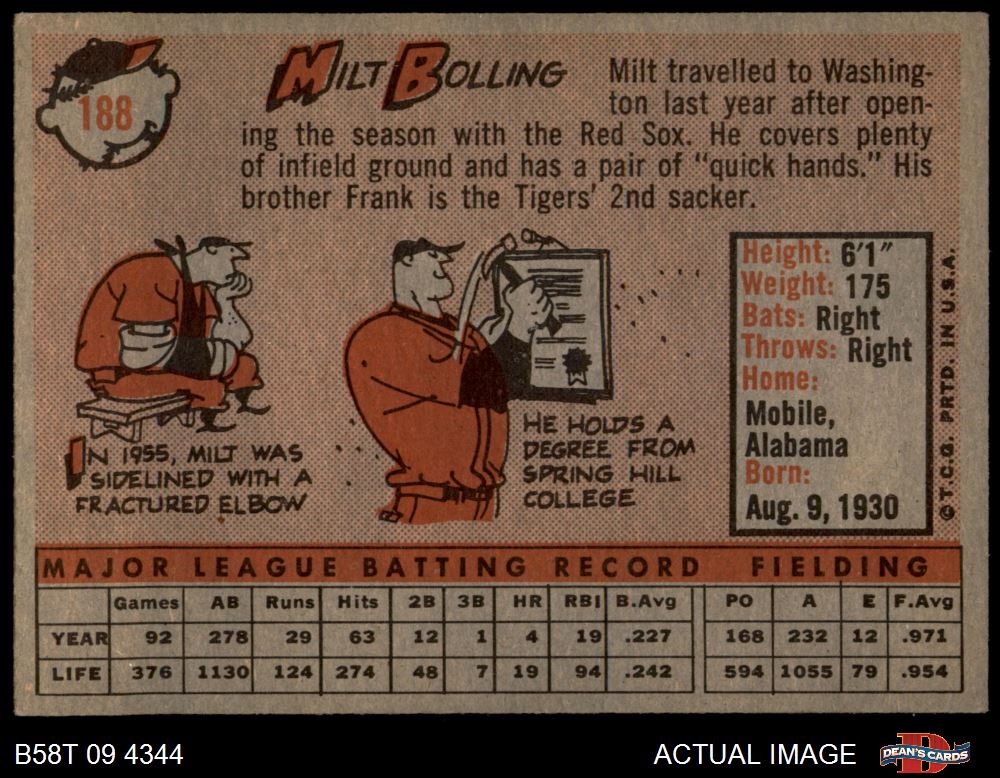 188
MILT BOLLING
Milt travelled to Washing-
ton last year after open-
ing the season with the Red Sox. He covers plenty
of infield ground and has a pair of "quick hands." His
brother Frank is the Tigers' 2nd sacker.
IN 1955, MILT WAS
SIDELINED WITH A
FRACTURED ELBOW
HE HOLDS A
DEGREE FROM
SPRING HILL
COLLEGE
Height: 6'1"
Weight: 175
Bats: Right
Throws: Right
Home:
Mobile,
Alabama
Born:
Aug. 9, 1930
©T.C.G. PRTD. IN U.S.A.
MAJOR LEAGUE BATTING RECORD FIELDING
Games AB Runs Hits 2B 3B HR RBI B.Avg PO A E F.Avg
YEAR 92 278 29 63 12 1 4 19 .227 168 232 12 .971
LIFE 376 1130 124 274 48 7 19 94 .242 594 1055 79 .954
B58T 09 4344
ACTUAL IMAGE
D
DEAN'S CARDS